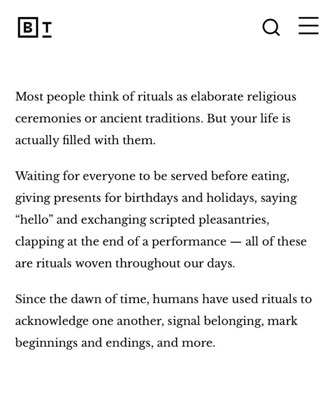 B T
Most people think of rituals as elaborate religious
ceremonies or ancient traditions. But your life is
actually filled with them.
Waiting for everyone to be served before eating,
giving presents for birthdays and holidays, saying
“hello” and exchanging scripted pleasantries,
clapping at the end of a performance — all of these
are rituals woven throughout our days.
Since the dawn of time, humans have used rituals to
acknowledge one another, signal belonging, mark
beginnings and endings, and more.